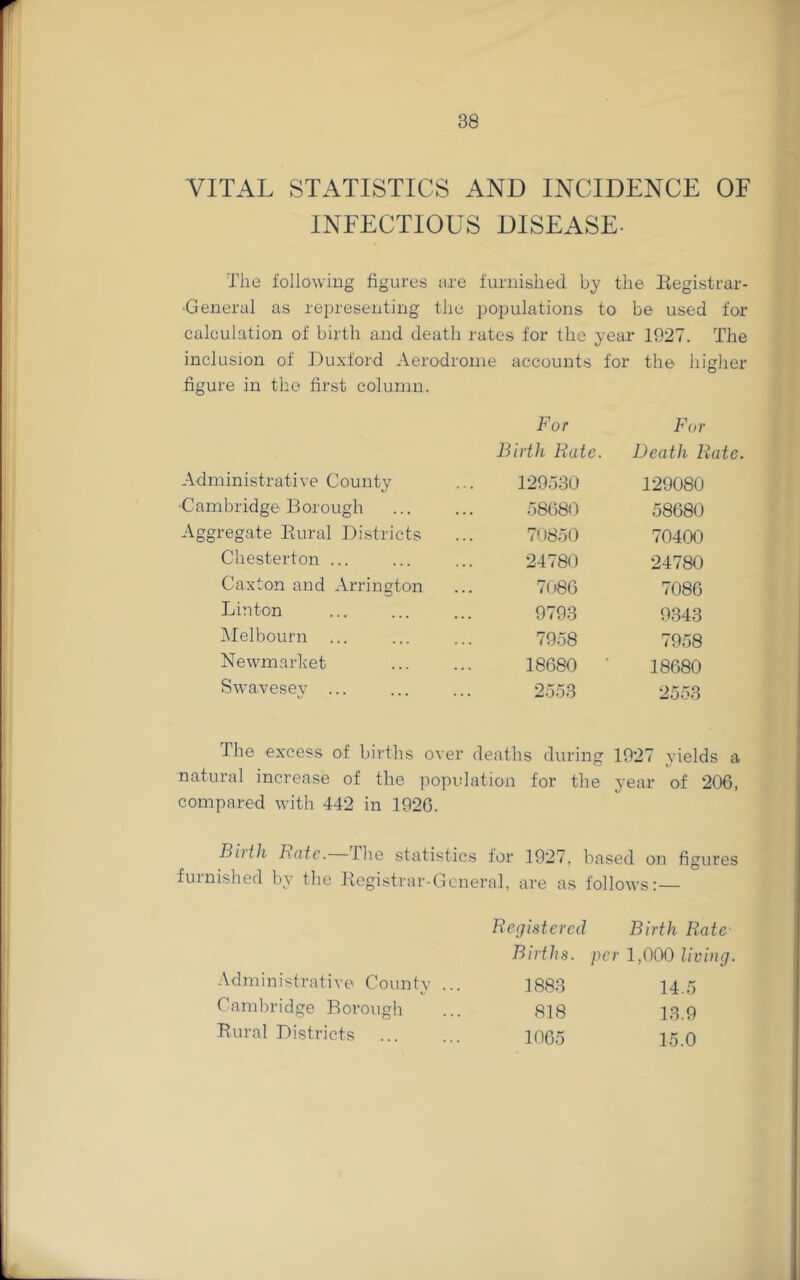 38
VITAL STATISTICS AND INCIDENCE OF
INFECTIOUS DISEASE.
The following figures are furnished by the Registrar-
General as representing the populations to be used for
calculation of birth and death rates for the year 1927. The
inclusion of Duxford Aerodrome accounts for the higher
figure in the first column.
For For
Birth Rate. Death Rate.
Administrative County ... 129530 129080
Cambridge Borough ... ... 58680 58680
Aggregate Rural Districts ... 70850 70400
Chesterton ... ... ... 24780 24780
Caxton and Arrington ... 7086 7086
Linton ... ... ... 9793 9343
Melbourn ... ... ... 7958 7958
Newmarket ... ... 18680 18680
Swavesey ... ... ... 2553 2553
The excess of births over deaths during 1927 yields a
natural increase of the population for the year of 206,
compared with 442 in 1926.
Birth Rate.—The statistics for 1927, based on figures
furnished by the Registrar-General, are as follows:—
Registered Birth Rate
Births. per 1,000 living.
Administrative County ... 1883 14.5
Cambridge Borough ... 818 13.9
Rural Districts ... ... 1065 15.0